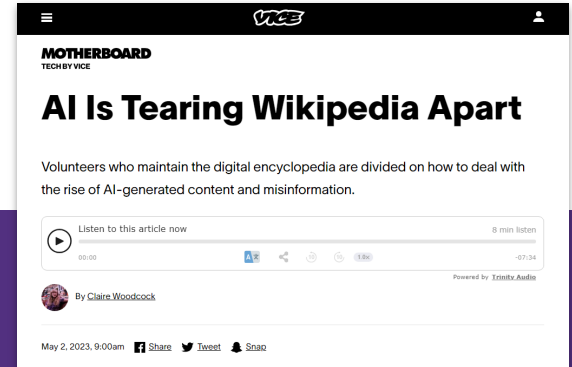 VICE
MOTHERBOARD
TECH BY VICE
AI Is Tearing Wikipedia Apart
Volunteers who maintain the digital encyclopedia are divided on how to deal with
the rise of AI-generated content and misinformation.
Listen to this article now
8 min listen
00:00
1.0x
-07:34
Powered by Trinity Audio
By Claire Woodcock
May 2, 2023, 9:00am Share Tweet Snap